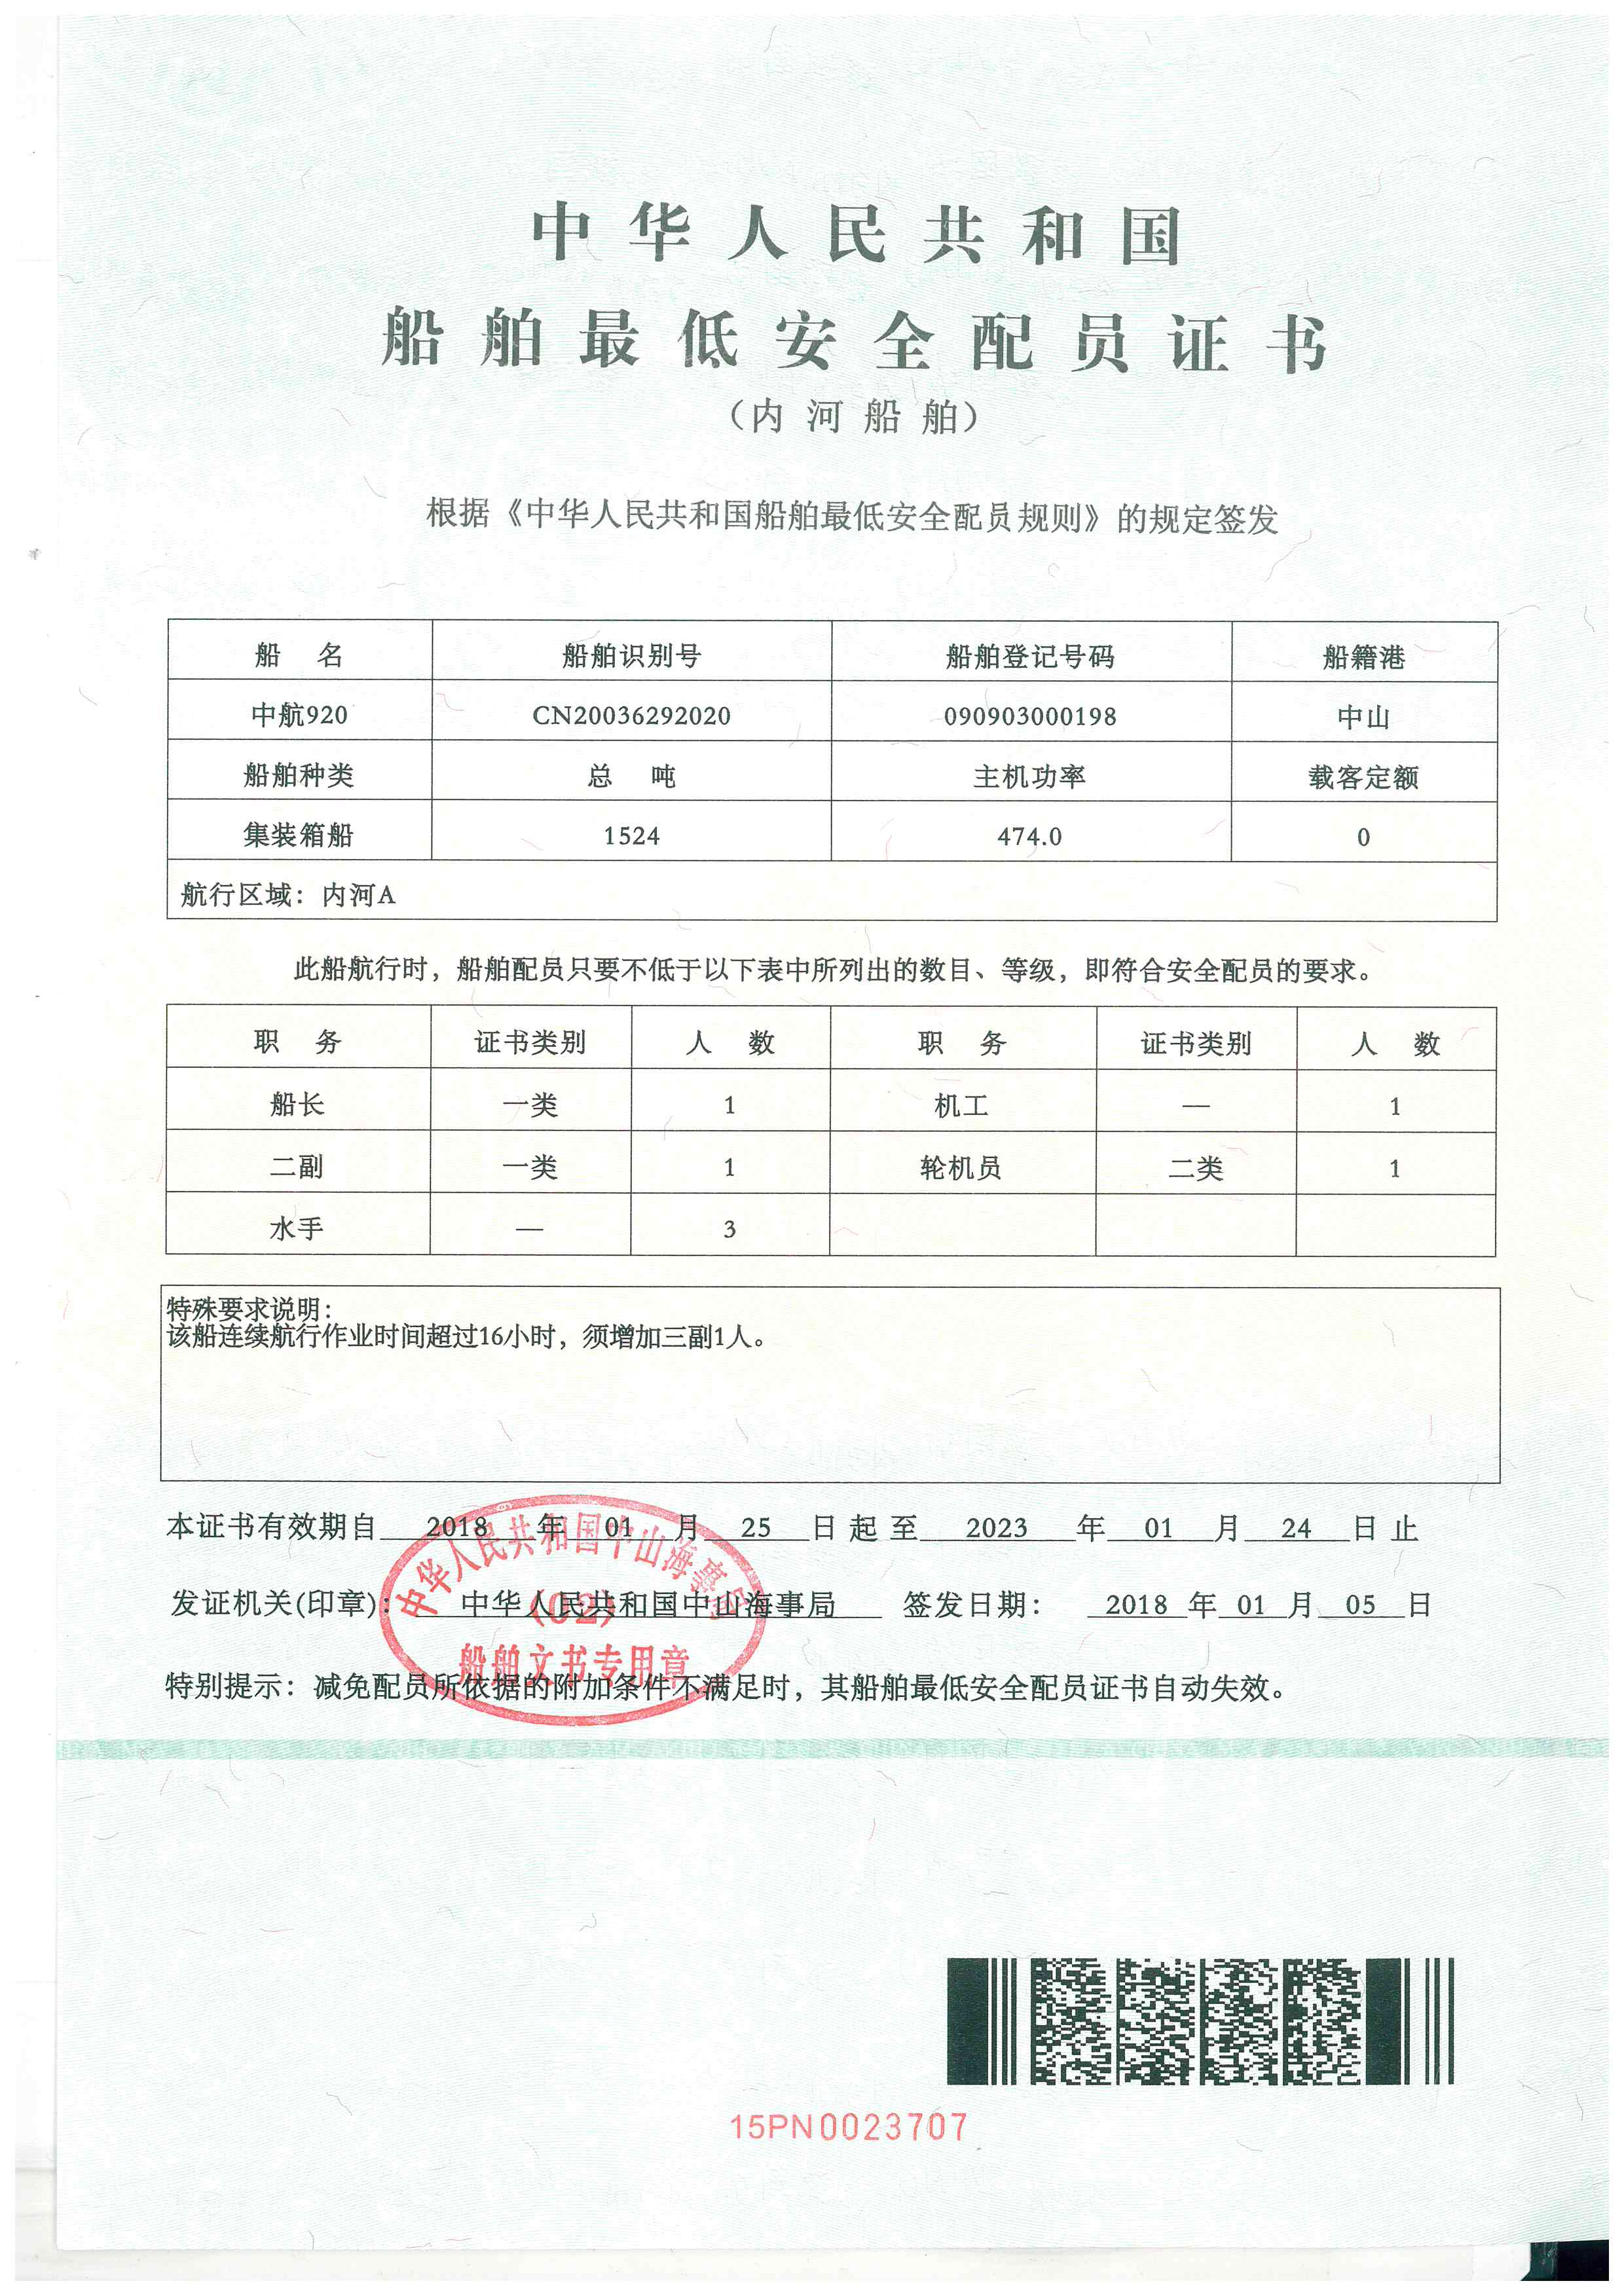 中华人民共和国
船舶最低安全配员证书
（内河船舶）
根据《中华人民共和国船舶最低安全配员规则》的规定签发
船 名 船舶识别号 船舶登记号码 船籍港
中航920 CN20036292020 090903000198 中山
船舶种类 总 吨 主机功率 载客定额
集装箱船 1524 474.0 0
航行区域：内河A
此船航行时，船舶配员只要不低于以下表中所列出的数目、等级，即符合安全配员的要求。
职 务 证书类别 人 数 职 务 证书类别 人 数
船长 一类 1 机工 — 1
二副 一类 1 轮机员 二类 1
水手 — 3
特殊要求说明：
该船连续航行作业时间超过16小时，须增加三副1人。
本证书有效期自 2018 年 01 月 25 日起至 2023 年 01 月 24 日止
发证机关(印章)： 中华人民共和国中山海事局 签发日期： 2018 年 01 月 05 日
中华人民共和国中山海事局
(02)
船舶文书专用章
特别提示：减免配员所依据的附加条件不满足时，其船舶最低安全配员证书自动失效。
15PN0023707